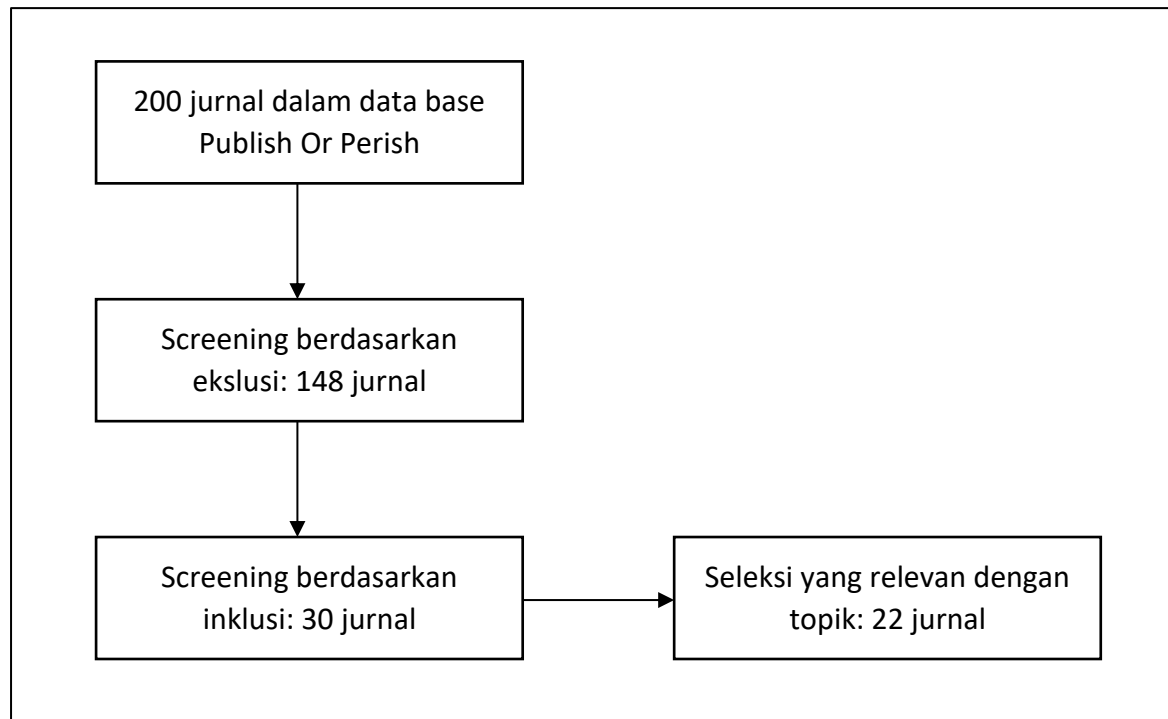 200 jurnal dalam data base
Publish Or Perish
Screening berdasarkan
ekslusi: 148 jurnal
Screening berdasarkan
inklusi: 30 jurnal
Seleksi yang relevan dengan
topik: 22 jurnal